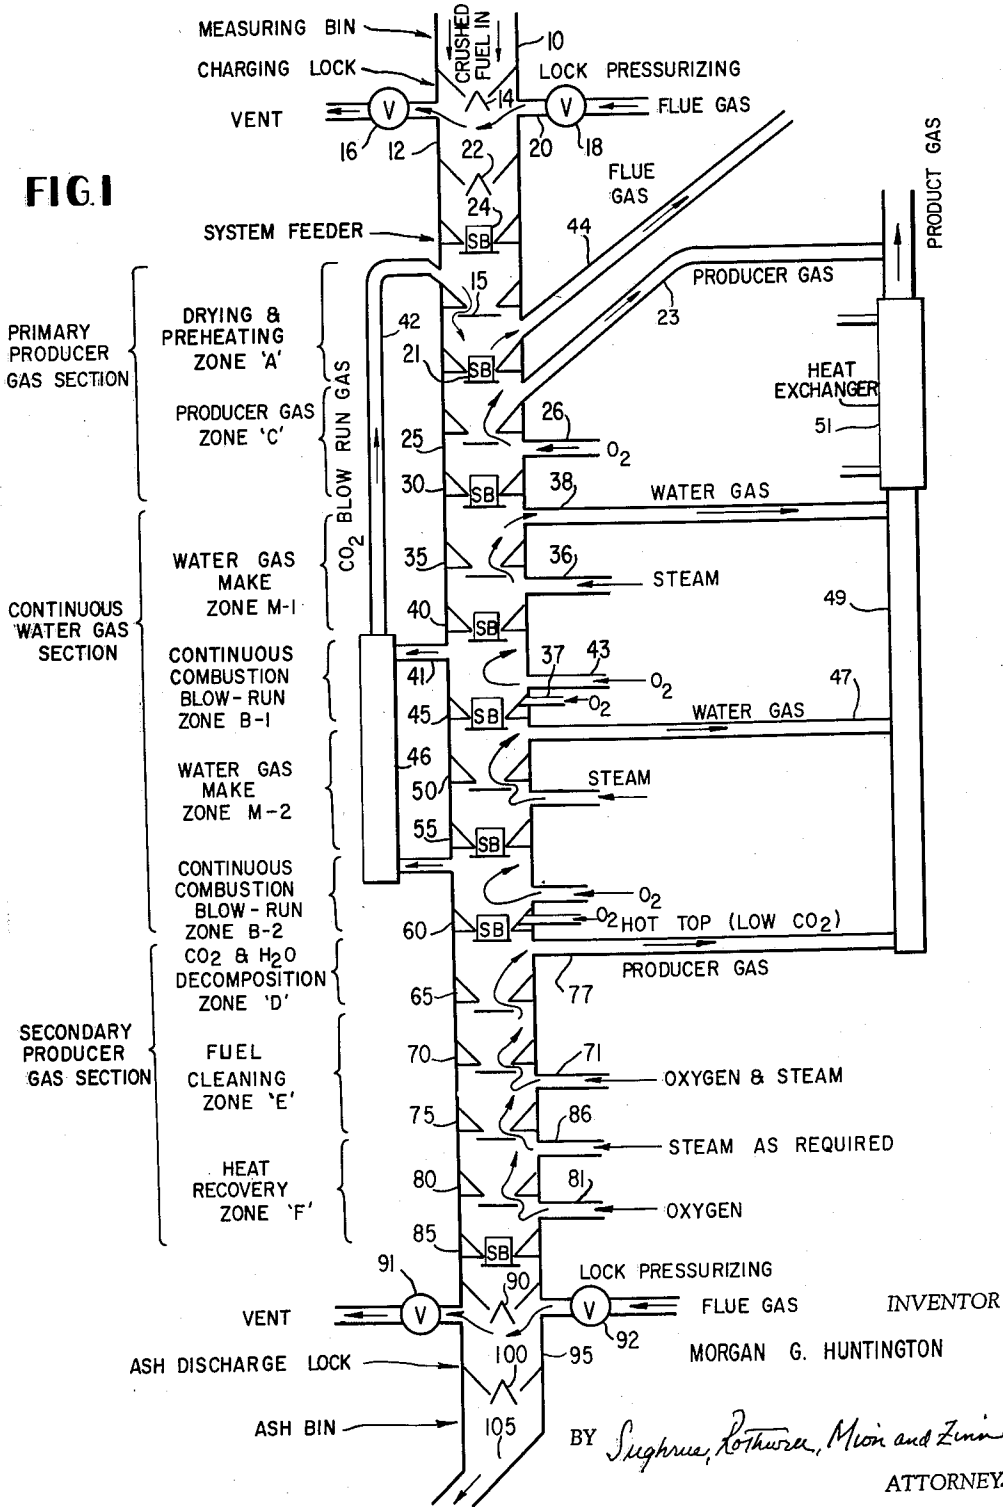 MEASURING BIN
CRUSHED
FUEL IN
10
CHARGING LOCK
LOCK PRESSURIZING
14
VENT
V
V
FLUE GAS
16
12
20
18
22
FIG.1
FLUE
GAS
24
SYSTEM FEEDER
SB
44
PRODUCT GAS
PRODUCER GAS
15
23
42
DRYING &
PREHEATING
ZONE 'A'
PRIMARY
PRODUCER
GAS SECTION
21
SB
HEAT
EXCHANGER
51
PRODUCER GAS
ZONE 'C'
25
26
O2
CO2 BLOW RUN GAS
30
SB
38
WATER GAS
WATER GAS
MAKE
ZONE M-1
35
36
STEAM
CONTINUOUS
WATER GAS
SECTION
40
SB
49
CONTINUOUS
COMBUSTION
BLOW-RUN
ZONE B-1
41
37
43
O2
O2
47
45
SB
WATER GAS
46
WATER GAS
MAKE
ZONE M-2
50
STEAM
55
SB
CONTINUOUS
COMBUSTION
BLOW-RUN
ZONE B-2
O2
O2
60
SB
HOT TOP (LOW CO2)
CO2 & H2O
DECOMPOSITION
ZONE 'D'
PRODUCER GAS
77
65
SECONDARY
PRODUCER
GAS SECTION
FUEL
CLEANING
ZONE 'E'
70
71
OXYGEN & STEAM
75
86
STEAM AS REQUIRED
HEAT
RECOVERY
ZONE 'F'
80
81
OXYGEN
85
SB
91
90
LOCK PRESSURIZING
VENT
V
V
FLUE GAS
92
INVENTOR
MORGAN G. HUNTINGTON
ASH DISCHARGE LOCK
100
95
ASH BIN
105
BY Sughrue, Rothwell, Mion and Zinn
ATTORNEY